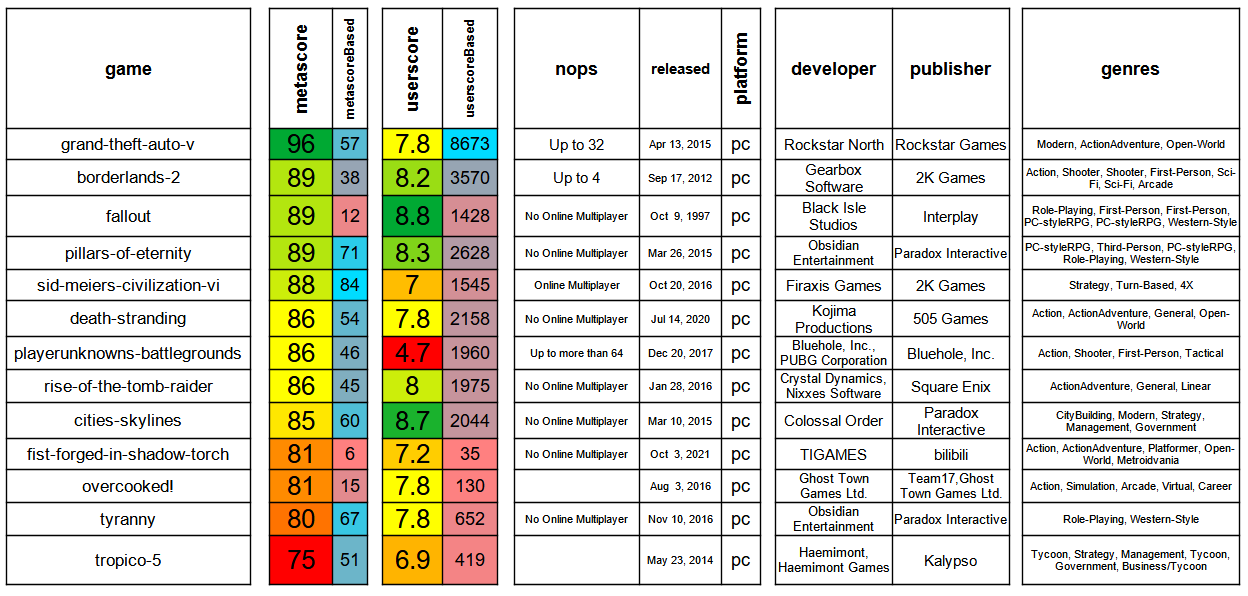 game metascore metascoreBased userscore userscoreBased nops released platform developer publisher genres
grand-theft-auto-v 96 57 7.8 8673 Up to 32 Apr 13, 2015 pc Rockstar North Rockstar Games Modern, ActionAdventure, Open-World
borderlands-2 89 38 8.2 3570 Up to 4 Sep 17, 2012 pc Gearbox
Software 2K Games Action, Shooter, Shooter, First-Person, Sci-
Fi, Sci-Fi, Arcade
fallout 89 12 8.8 1428 No Online Multiplayer Oct 9, 1997 pc Black Isle
Studios Interplay Role-Playing, First-Person, First-Person,
PC-styleRPG, PC-styleRPG, Western-Style
pillars-of-eternity 89 71 8.3 2628 No Online Multiplayer Mar 26, 2015 pc Obsidian
Entertainment Paradox Interactive PC-styleRPG, Third-Person, PC-styleRPG,
Role-Playing, Western-Style
sid-meiers-civilization-vi 88 84 7 1545 Online Multiplayer Oct 20, 2016 pc Firaxis Games 2K Games Strategy, Turn-Based, 4X
death-stranding 86 54 7.8 2158 No Online Multiplayer Jul 14, 2020 pc Kojima
Productions 505 Games Action, ActionAdventure, General, Open-
World
playerunknowns-battlegrounds 86 46 4.7 1960 Up to more than 64 Dec 20, 2017 pc Bluehole, Inc.,
PUBG Corporation Bluehole, Inc. Action, Shooter, First-Person, Tactical
rise-of-the-tomb-raider 86 45 8 1975 No Online Multiplayer Jan 28, 2016 pc Crystal Dynamics,
Nixxes Software Square Enix ActionAdventure, General, Linear
cities-skylines 85 60 8.7 2044 No Online Multiplayer Mar 10, 2015 pc Colossal Order Paradox
Interactive CityBuilding, Modern, Strategy,
Management, Government
fist-forged-in-shadow-torch 81 6 7.2 35 No Online Multiplayer Oct 3, 2021 pc TIGAMES bilibili Action, ActionAdventure, Platformer, Open-
World, Metroidvania
overcooked! 81 15 7.8 130 Aug 3, 2016 pc Ghost Town
Games Ltd. Team17,Ghost
Town Games Ltd. Action, Simulation, Arcade, Virtual, Career
tyranny 80 67 7.8 652 No Online Multiplayer Nov 10, 2016 pc Obsidian
Entertainment Paradox Interactive Role-Playing, Western-Style
tropico-5 75 51 6.9 419 May 23, 2014 pc Haemimont,
Haemimont Games Kalypso Tycoon, Strategy, Management, Tycoon,
Government, Business/Tycoon